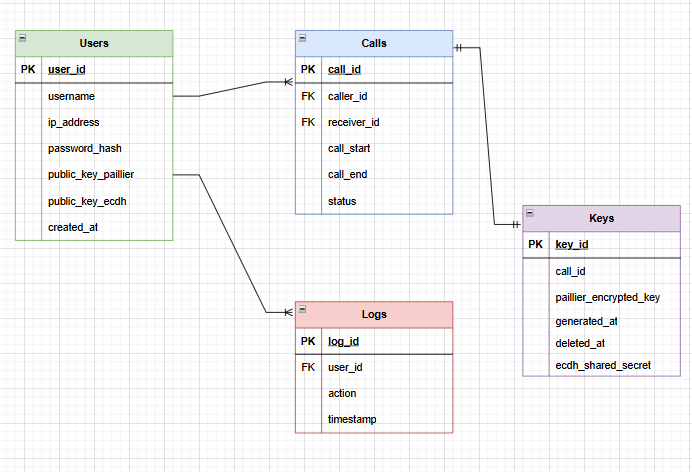 Users
PK user_id
username
ip_address
password_hash
public_key_paillier
public_key_ecdh
created_at
Calls
PK call_id
FK caller_id
FK receiver_id
call_start
call_end
status
Logs
PK log_id
FK user_id
action
timestamp
Keys
PK key_id
call_id
paillier_encrypted_key
generated_at
deleted_at
ecdh_shared_secret